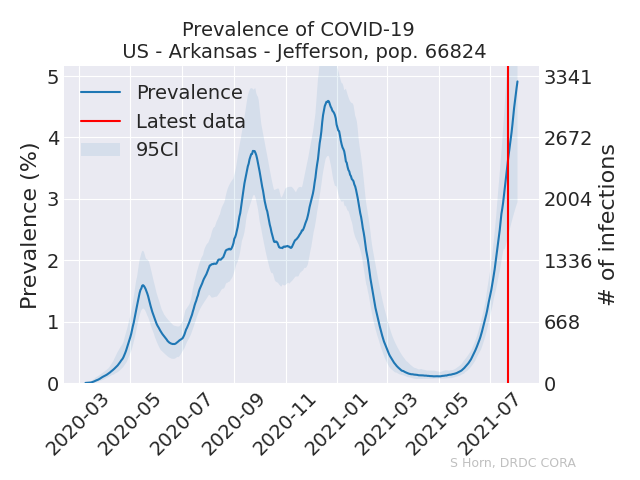 Prevalence of COVID-19
US - Arkansas - Jefferson, pop. 66824
Prevalence
Latest data
95CI
Prevalence (%)
5
4
3
2
1
0
3341
2672
2004
1336
668
0
# of infections
2020-03
2020-05
2020-07
2020-09
2020-11
2021-01
2021-03
2021-05
2021-07
S Horn, DRDC CORA